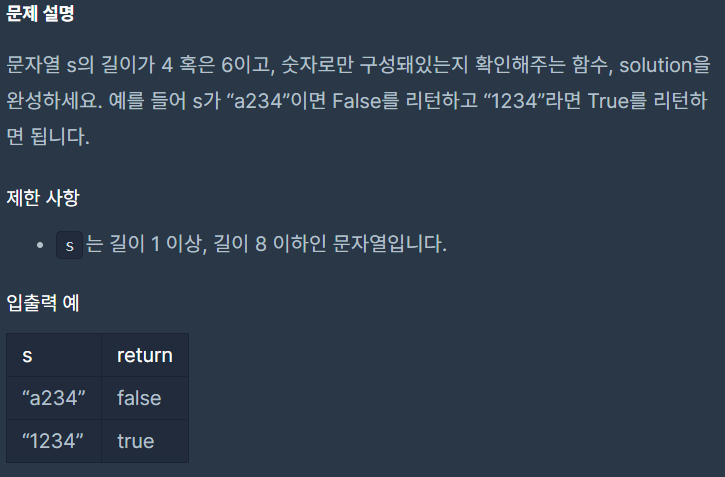 문제 설명
문자열 s의 길이가 4 혹은 6이고, 숫자로만 구성돼있는지 확인해주는 함수, solution을
완성하세요. 예를 들어 s가 “a234”이면 False를 리턴하고 “1234”라면 True를 리턴하
면 됩니다.
제한 사항
• s 는 길이 1 이상, 길이 8 이하인 문자열입니다.
입출력 예
s return
“a234” false
“1234” true